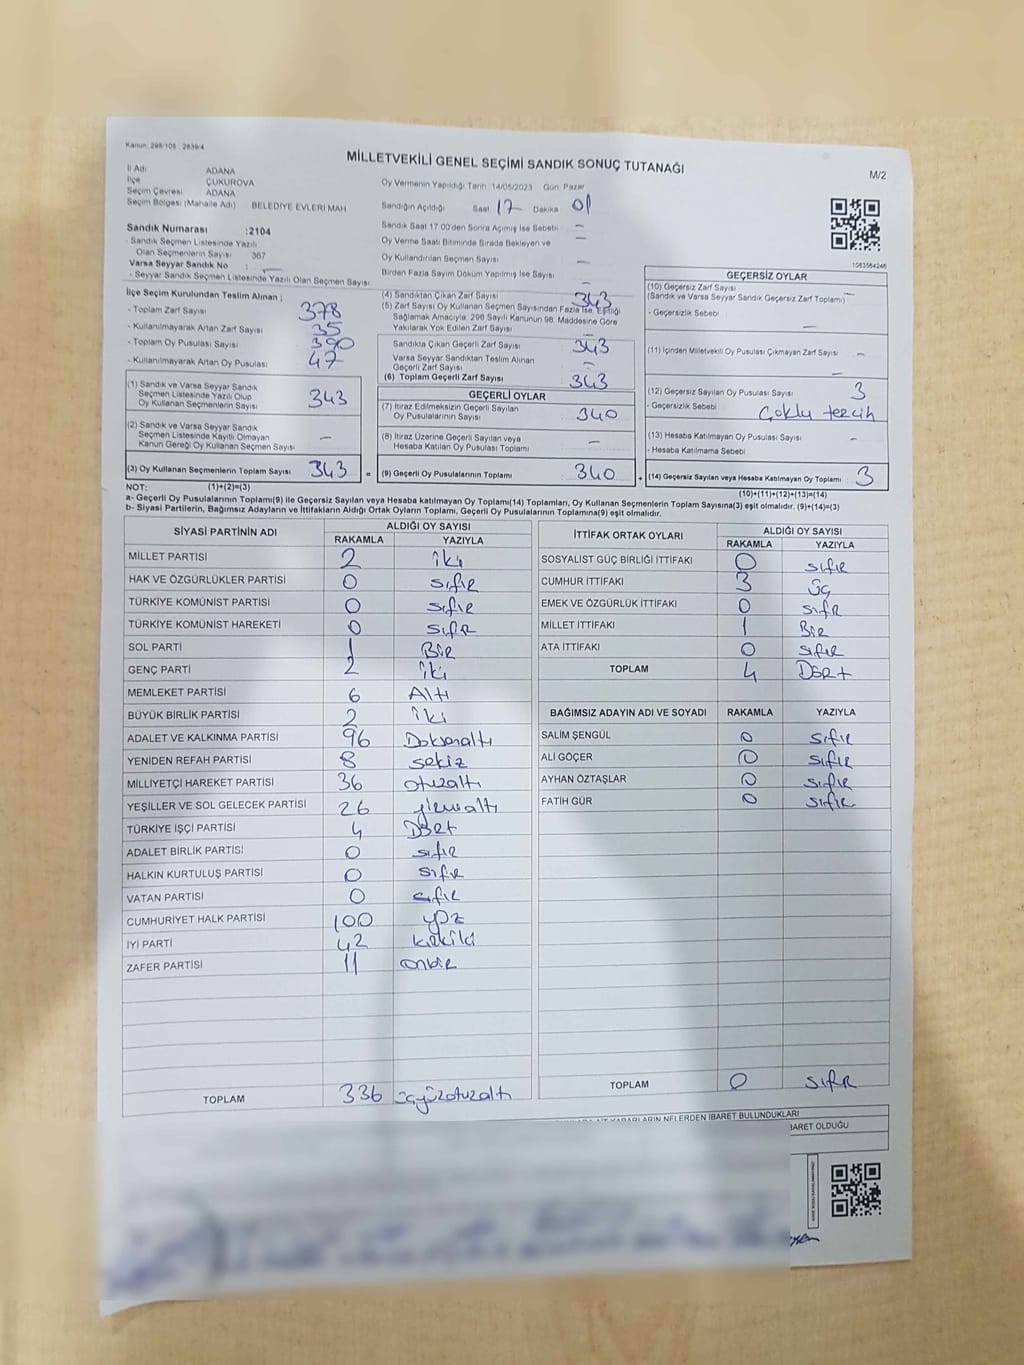 Kanun: 298/105 - 2839/4
MİLLETVEKİLİ GENEL SEÇİMİ SANDIK SONUÇ TUTANAĞI
M/2
İl Adı ADANA
İlçe ÇUKUROVA
Seçim Çevresi ADANA
Seçim Bölgesi (Mahalle Adı) BELEDİYE EVLERİ MAH
Oy Vermenin Yapıldığı Tarih 14/05/2023 Gün Pazar
Sandığın Açıldığı Saat 17 Dakika 01
Sandık Saat 17.00'den Sonra Açılmış İse Sebebi –
Oy Verme Saati Bitiminde Sırada Bekleyen ve –
Oy Kullandırılan Seçmen Sayısı –
Birden Fazla Sayım Döküm Yapılmış İse Sayısı –
1083564246
Sandık Numarası :2104
- Sandık Seçmen Listesinde Yazılı
Olan Seçmenlerin Sayısı 367
Varsa Seyyar Sandık No : –
- Seyyar Sandık Seçmen Listesinde Yazılı Olan Seçmen Sayısı
İlçe Seçim Kurulundan Teslim Alınan ;
- Toplam Zarf Sayısı 378
- Kullanılmayarak Artan Zarf Sayısı 35
- Toplam Oy Pusulası Sayısı 390
- Kullanılmayarak Artan Oy Pusulası 47
(1) Sandık ve Varsa Seyyar Sandık
Seçmen Listesinde Yazılı Olup
Oy Kullanan Seçmenlerin Sayısı 343
(2) Sandık ve Varsa Seyyar Sandık
Seçmen Listesinde Kayıtlı Olmayan
Kanun Gereği Oy Kullanan Seçmen Sayısı –
(3) Oy Kullanan Seçmenlerin Toplam Sayısı 343 =
(4) Sandıktan Çıkan Zarf Sayısı 343
(5) Zarf Sayısı Oy Kullanan Seçmen Sayısından Fazla İse, Eşitliği
Sağlamak Amacıyla, 298 Sayılı Kanunun 98. Maddesine Göre
Yakılarak Yok Edilen Zarf Sayısı –
Sandıkta Çıkan Geçerli Zarf Sayısı 343
Varsa Seyyar Sandıktan Teslim Alınan
Geçerli Zarf Sayısı –
(6) Toplam Geçerli Zarf Sayısı 343
GEÇERLİ OYLAR
(7) İtiraz Edilmeksizin Geçerli Sayılan
Oy Pusulalarının Sayısı 340
(8) İtiraz Üzerine Geçerli Sayılan veya
Hesaba Katılan Oy Pusulası Toplamı –
(9) Geçerli Oy Pusulalarının Toplamı 340 +
GEÇERSİZ OYLAR
(10) Geçersiz Zarf Sayısı
(Sandık ve Varsa Seyyar Sandık Geçersiz Zarf Toplamı) –
- Geçersizlik Sebebi –
(11) İçinden Milletvekili Oy Pusulası Çıkmayan Zarf Sayısı –
–
(12) Geçersiz Sayılan Oy Pusulası Sayısı 3
- Geçersizlik Sebebi Çoklu tercih
(13) Hesaba Katılmayan Oy Pusulası Sayısı –
- Hesaba Katılmama Sebebi
(14) Geçersiz Sayılan veya Hesaba Katılmayan Oy Toplamı : 3
NOT: (1)+(2)=(3)
(10)+(11)+(12)+(13)=(14)
a- Geçerli Oy Pusulalarının Toplamı(9) ile Geçersiz Sayılan veya Hesaba katılmayan Oy Toplamı(14) Toplamları, Oy Kullanan Seçmenlerin Toplam Sayısına(3) eşit olmalıdır. (9)+(14)=(3)
b- Siyasi Partilerin, Bağımsız Adayların ve İttifakların Aldığı Ortak Oyların Toplamı, Geçerli Oy Pusulalarının Toplamına(9) eşit olmalıdır.
SİYASİ PARTİNİN ADI ALDIĞI OY SAYISI
RAKAMLA YAZIYLA
MİLLET PARTİSİ 2 iki
HAK VE ÖZGÜRLÜKLER PARTİSİ 0 sıfır
TÜRKİYE KOMÜNİST PARTİSİ 0 sıfır
TÜRKİYE KOMÜNİST HAREKETİ 0 sıfır
SOL PARTİ 1 Bir
GENÇ PARTİ 2 iki
MEMLEKET PARTİSİ 6 Altı
BÜYÜK BİRLİK PARTİSİ 2 iki
ADALET VE KALKINMA PARTİSİ 96 Doksanaltı
YENİDEN REFAH PARTİSİ 8 sekiz
MİLLİYETÇİ HAREKET PARTİSİ 36 otuzaltı
YEŞİLLER VE SOL GELECEK PARTİSİ 26 yirmialtı
TÜRKİYE İŞÇİ PARTİSİ 4 Dört
ADALET BİRLİK PARTİSİ 0 sıfır
HALKIN KURTULUŞ PARTİSİ 0 sıfır
VATAN PARTİSİ 0 sıfır
CUMHURİYET HALK PARTİSİ 100 yüz
İYİ PARTİ 42 kırkiki
ZAFER PARTİSİ 11 onbir
TOPLAM 336 üçyüzotuzaltı
İTTİFAK ORTAK OYLARI ALDIĞI OY SAYISI
RAKAMLA YAZIYLA
SOSYALİST GÜÇ BİRLİĞİ İTTİFAKI 0 sıfır
CUMHUR İTTİFAKI 3 üç
EMEK VE ÖZGÜRLÜK İTTİFAKI 0 sıfır
MİLLET İTTİFAKI 1 Bir
ATA İTTİFAKI 0 sıfır
TOPLAM 4 Dört
BAĞIMSIZ ADAYIN ADI VE SOYADI RAKAMLA YAZIYLA
SALİM ŞENGÜL 0 sıfır
ALİ GÖÇER 0 sıfır
AYHAN ÖZTAŞLAR 0 sıfır
FATİH GÜR 0 sıfır
TOPLAM 0 sıfır
KARARLARIN NELERDEN İBARET BULUNDUKLARI
İBARET OLDUĞU